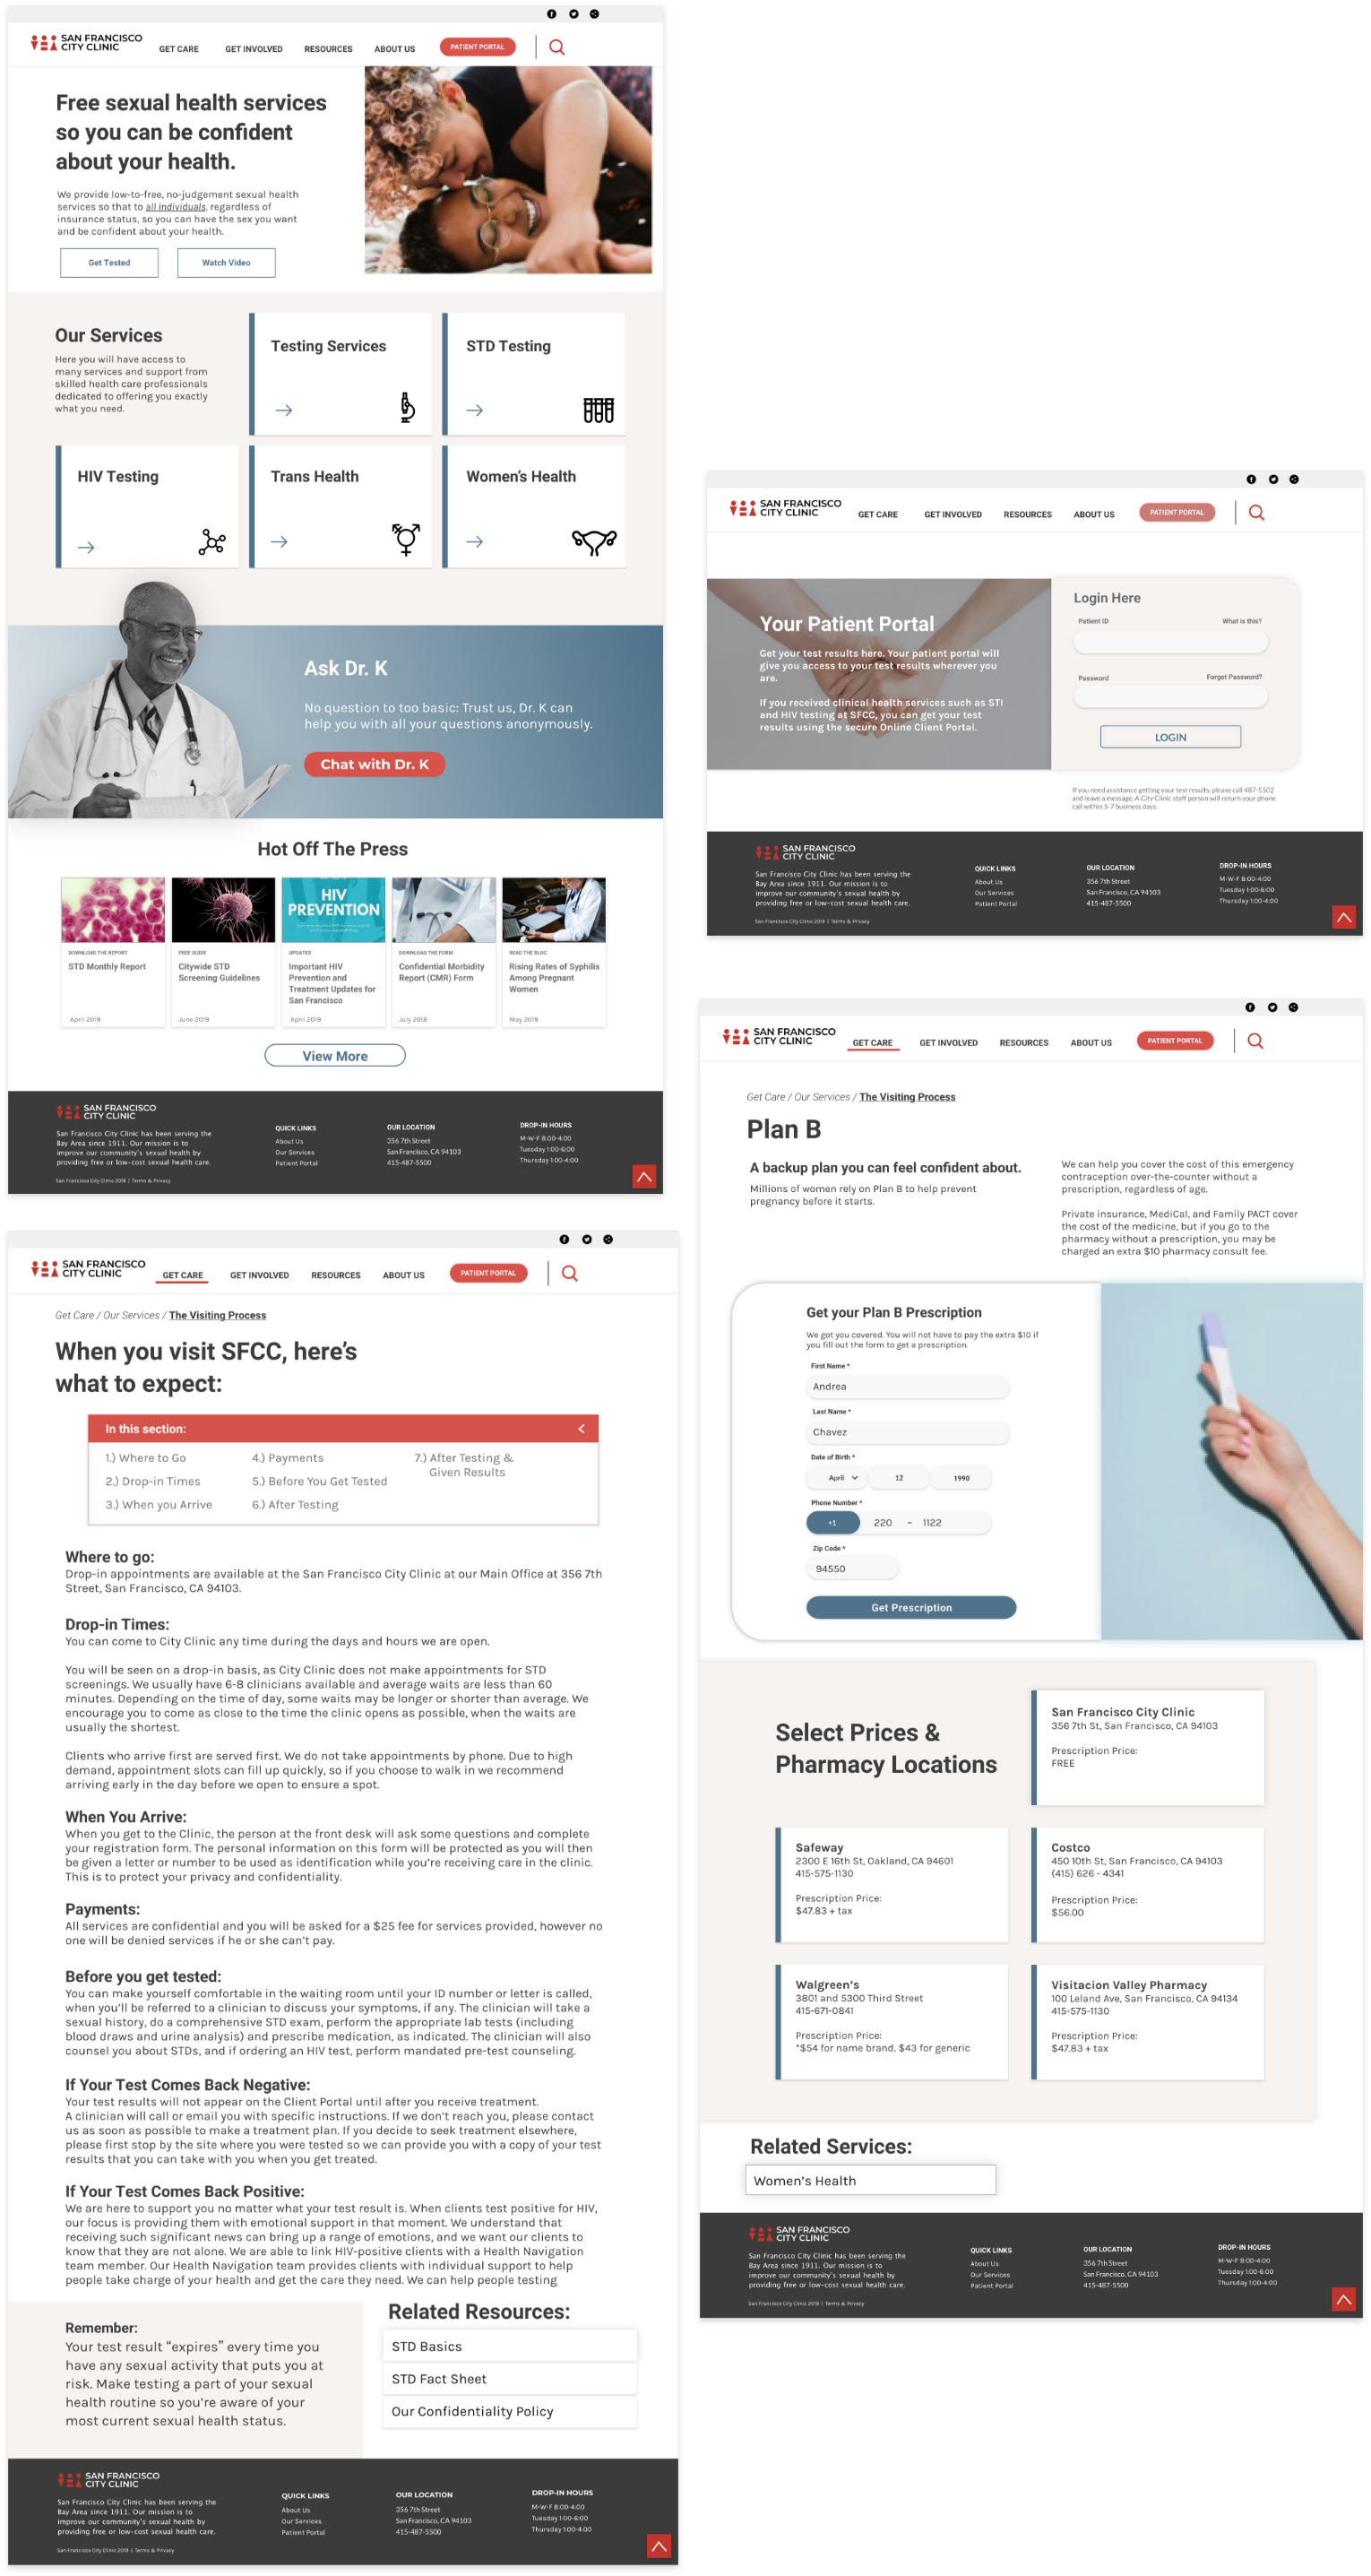 SAN FRANCISCO
CITY CLINIC
GET CARE
GET INVOLVED
RESOURCES
ABOUT US
PATIENT PORTAL
Free sexual health services
so you can be confident
about your health.
We provide low-to-free, no-judgement sexual health
services so that to all individuals, regardless of
insurance status, so you can have the sex you want
and be confident about your health.
Get Tested
Watch Video
Our Services
Here you will have access to
many services and support from
skilled health care professionals
dedicated to offering you exactly
what you need.
Testing Services
STD Testing
HIV Testing
Trans Health
Women's Health
Ask Dr. K
No question to too basic: Trust us, Dr. K can
help you with all your questions anonymously.
Chat with Dr. K
Hot Off The Press
HIV
PREVENTION
DOWNLOAD THE REPORT
STD Monthly Report
April 2019
FREE GUIDE
Citywide STD
Screening Guidelines
June 2019
UPDATES
Important HIV
Prevention and
Treatment Updates for
San Francisco
April 2019
DOWNLOAD THE FORM
Confidential Morbidity
Report (CMR) Form
July 2018
READ THE BLOG
Rising Rates of Syphilis
Among Pregnant
Women
May 2019
View More
SAN FRANCISCO
CITY CLINIC
San Francisco City Clinic has been serving the
Bay Area since 1911. Our mission is to
improve our community's sexual health by
providing free or low-cost sexual health care.
San Francisco City Clinic 2019 | Terms & Privacy
QUICK LINKS
About Us
Our Services
Patient Portal
OUR LOCATION
356 7th Street
San Francisco, CA 94103
415-487-5500
DROP-IN HOURS
M-W-F 8:00-4:00
Tuesday 1:00-6:00
Thursday 1:00-4:00
SAN FRANCISCO
CITY CLINIC
GET CARE
GET INVOLVED
RESOURCES
ABOUT US
PATIENT PORTAL
Get Care / Our Services / The Visiting Process
When you visit SFCC, here's
what to expect:
In this section:
1.) Where to Go
2.) Drop-in Times
3.) When you Arrive
4.) Payments
5.) Before You Get Tested
6.) After Testing
7.) After Testing &
Given Results
Where to go:
Drop-in appointments are available at the San Francisco City Clinic at our Main Office at 356 7th
Street, San Francisco, CA 94103.
Drop-in Times:
You can come to City Clinic any time during the days and hours we are open.
You will be seen on a drop-in basis, as City Clinic does not make appointments for STD
screenings. We usually have 6-8 clinicians available and average waits are less than 60
minutes. Depending on the time of day, some waits may be longer or shorter than average. We
encourage you to come as close to the time the clinic opens as possible, when the waits are
usually the shortest.
Clients who arrive first are served first. We do not take appointments by phone. Due to high
demand, appointment slots can fill up quickly, so if you choose to walk in we recommend
arriving early in the day before we open to ensure a spot.
When You Arrive:
When you get to the Clinic, the person at the front desk will ask some questions and complete
your registration form. The personal information on this form will be protected as you will then
be given a letter or number to be used as identification while you're receiving care in the clinic.
This is to protect your privacy and confidentiality.
Payments:
All services are confidential and you will be asked for a $25 fee for services provided, however no
one will be denied services if he or she can't pay.
Before you get tested:
You can make yourself comfortable in the waiting room until your ID number or letter is called,
when you'll be referred to a clinician to discuss your symptoms, if any. The clinician will take a
sexual history, do a comprehensive STD exam, perform the appropriate lab tests (including
blood draws and urine analysis) and prescribe medication, as indicated. The clinician will also
counsel you about STDs, and if ordering an HIV test, perform mandated pre-test counseling.
If Your Test Comes Back Negative:
Your test results will not appear on the Client Portal until after you receive treatment.
A clinician will call or email you with specific instructions. If we don't reach you, please contact
us as soon as possible to make a treatment plan. If you decide to seek treatment elsewhere,
please first stop by the site where you were tested so we can provide you with a copy of your test
results that you can take with you when you get treated.
If Your Test Comes Back Positive:
We are here to support you no matter what your test result is. When clients test positive for HIV,
our focus is providing them with emotional support in that moment. We understand that
receiving such significant news can bring up a range of emotions, and we want our clients to
know that they are not alone. We are able to link HIV-positive clients with a Health Navigation
team member. Our Health Navigation team provides clients with individual support to help
people take charge of your health and get the care they need. We can help people testing
Remember:
Your test result "expires" every time you
have any sexual activity that puts you at
risk. Make testing a part of your sexual
health routine so you're aware of your
most current sexual health status.
Related Resources:
STD Basics
STD Fact Sheet
Our Confidentiality Policy
SAN FRANCISCO
CITY CLINIC
San Francisco City Clinic has been serving the
Bay Area since 1911. Our mission is to
improve our community's sexual health by
providing free or low-cost sexual health care.
San Francisco City Clinic 2019 | Terms & Privacy
QUICK LINKS
About Us
Our Services
Patient Portal
OUR LOCATION
356 7th Street
San Francisco, CA 94103
415-487-5500
DROP-IN HOURS
M-W-F 8:00-4:00
Tuesday 1:00-6:00
Thursday 1:00-4:00
SAN FRANCISCO
CITY CLINIC
GET CARE
GET INVOLVED
RESOURCES
ABOUT US
PATIENT PORTAL
Your Patient Portal
Get your test results here. Your patient portal will
give you access to your test results wherever you
are.
If you received clinical health services such as STI
and HIV testing at SFCC, you can get your test
results using the secure Online Client Portal.
Login Here
Patient ID
What is this?
Password
Forgot Password?
LOGIN
If you need assistance getting your test results, please call 487-5502
and leave a message. A City Clinic staff person will return your phone
call within 5-7 business days.
SAN FRANCISCO
CITY CLINIC
San Francisco City Clinic has been serving the
Bay Area since 1911. Our mission is to
improve our community's sexual health by
providing free or low-cost sexual health care.
San Francisco City Clinic 2019 | Terms & Privacy
QUICK LINKS
About Us
Our Services
Patient Portal
OUR LOCATION
356 7th Street
San Francisco, CA 94103
415-487-5500
DROP-IN HOURS
M-W-F 8:00-4:00
Tuesday 1:00-6:00
Thursday 1:00-4:00
SAN FRANCISCO
CITY CLINIC
GET CARE
GET INVOLVED
RESOURCES
ABOUT US
PATIENT PORTAL
Get Care / Our Services / The Visiting Process
Plan B
A backup plan you can feel confident about.
Millions of women rely on Plan B to help prevent
pregnancy before it starts.
We can help you cover the cost of this emergency
contraception over-the-counter without a
prescription, regardless of age.
Private insurance, MediCal, and Family PACT cover
the cost of the medicine, but if you go to the
pharmacy without a prescription, you may be
charged an extra $10 pharmacy consult fee.
Get your Plan B Prescription
We got you covered. You will not have to pay the extra $10 if
you fill out the form to get a prescription.
First Name *
Andrea
Last Name *
Chavez
Date of Birth *
April
12
1990
Phone Number *
+1
220 - 1122
Zip Code *
94550
Get Prescription
Select Prices &
Pharmacy Locations
San Francisco City Clinic
356 7th St, San Francisco, CA 94103
Prescription Price:
FREE
Safeway
2300 E 16th St, Oakland, CA 94601
415-575-1130
Prescription Price:
$47.83 + tax
Costco
450 10th St, San Francisco, CA 94103
(415) 626 - 4341
Prescription Price:
$56.00
Walgreen's
3801 and 5300 Third Street
415-671-0841
Prescription Price:
*$54 for name brand, $43 for generic
Visitacion Valley Pharmacy
100 Leland Ave, San Francisco, CA 94134
415-575-1130
Prescription Price:
$47.83 + tax
Related Services:
Women's Health
SAN FRANCISCO
CITY CLINIC
San Francisco City Clinic has been serving the
Bay Area since 1911. Our mission is to
improve our community's sexual health by
providing free or low-cost sexual health care.
San Francisco City Clinic 2019 | Terms & Privacy
QUICK LINKS
About Us
Our Services
Patient Portal
OUR LOCATION
356 7th Street
San Francisco, CA 94103
415-487-5500
DROP-IN HOURS
M-W-F 8:00-4:00
Tuesday 1:00-6:00
Thursday 1:00-4:00